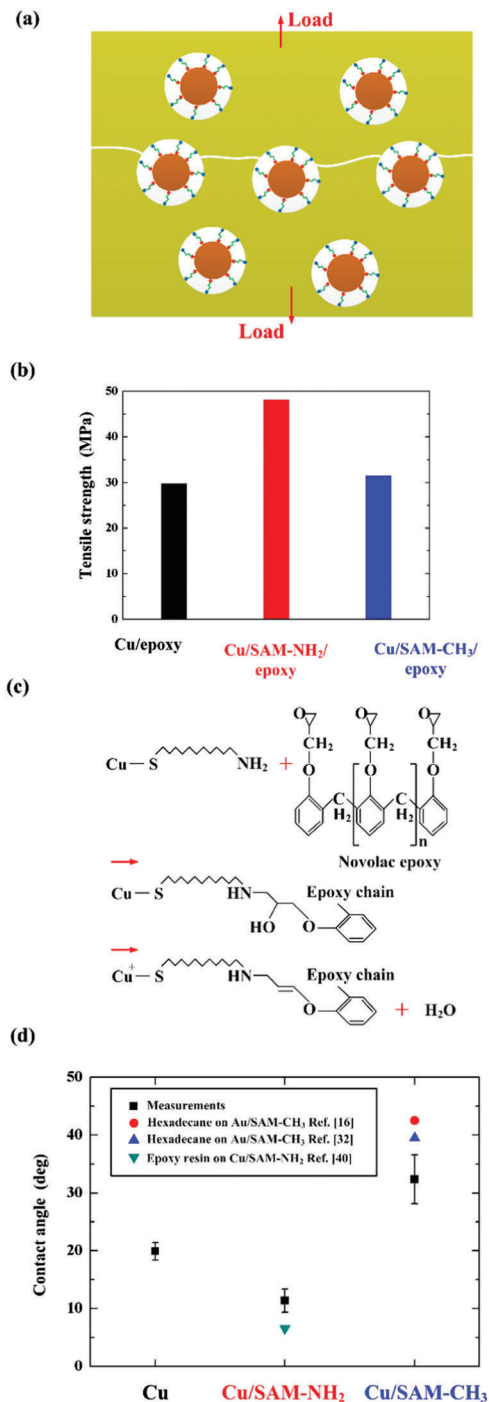 (a)
Load
Load
(b)
Tensile strength (MPa)
50
40
30
20
10
0
Cu/epoxy
Cu/SAM-NH₂/
epoxy
Cu/SAM-CH₃/
epoxy
(c)
Cu—S NH₂ +
O O O
CH₂ CH₂ CH₂
O O O
C H₂ C H₂
n
Novolac epoxy
Cu—S HN Epoxy chain
HO O
Cu⁺—S HN Epoxy chain
O + H₂O
(d)
Contact angle (deg)
50
40
30
20
10
0
Measurements
Hexadecane on Au/SAM-CH₃ Ref. [16]
Hexadecane on Au/SAM-CH₃ Ref. [32]
Epoxy resin on Cu/SAM-NH₂ Ref. [40]
Cu Cu/SAM-NH₂ Cu/SAM-CH₃